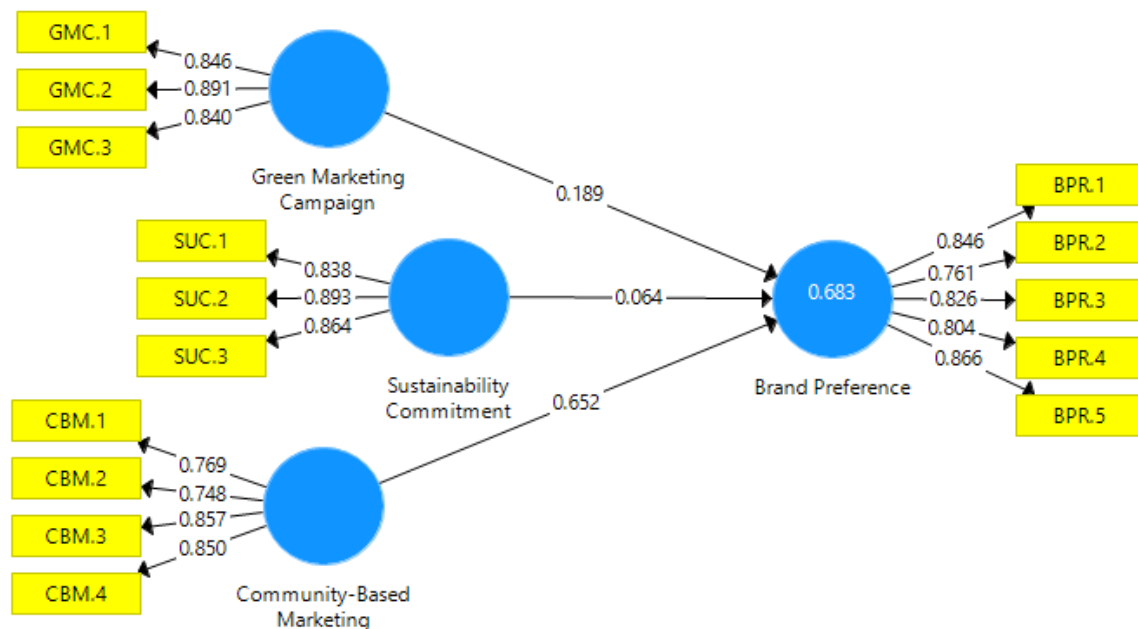 GMC.1
GMC.2
GMC.3
0.846
0.891
0.840
Green Marketing
Campaign
0.189
SUC.1
SUC.2
SUC.3
0.838
0.893
0.864
Sustainability
Commitment
0.064
CBM.1
CBM.2
CBM.3
CBM.4
0.769
0.748
0.857
0.850
Community-Based
Marketing
0.652
0.683
Brand Preference
0.846
0.761
0.826
0.804
0.866
BPR.1
BPR.2
BPR.3
BPR.4
BPR.5